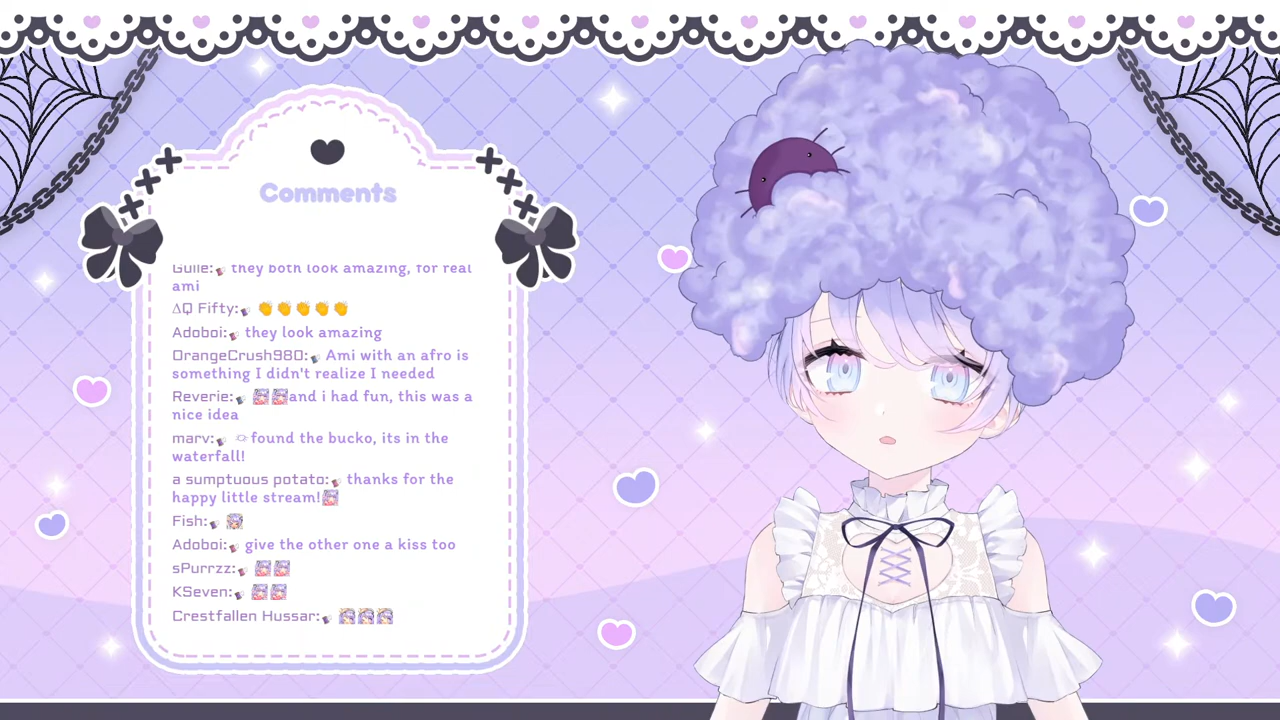 Comments
Guile: they both look amazing, for real
ami
ΔQ Fifty: 👏👏👏👏👏
Adoboi: they look amazing
OrangeCrush980: Ami with an afro is
something I didn't realize I needed
Reverie: and i had fun, this was a
nice idea
marv: found the bucko, its in the
waterfall!
a sumptuous potato: thanks for the
happy little stream!
Fish:
Adoboi: give the other one a kiss too
sPurrzz:
KSeven:
Crestfallen Hussar: